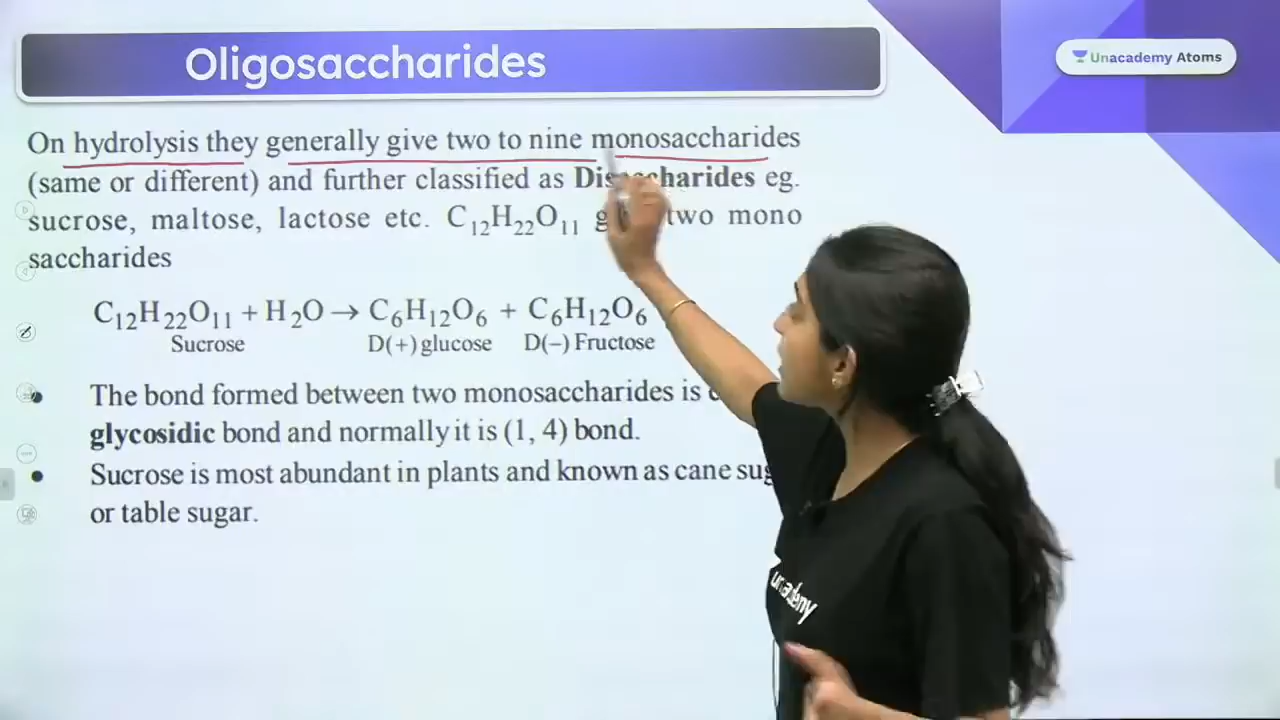 Oligosaccharides
Unacademy Atoms
On hydrolysis they generally give two to nine monosaccharides
(same or different) and further classified as eg.
sucrose, maltose, lactose etc. C₁₂H₂₂O₁₁ two mono
saccharides
C₁₂H₂₂O₁₁ + H₂O → C₆H₁₂O₆ + C₆H₁₂O₆
Sucrose D(+) glucose D(−) Fructose
• The bond formed between two monosaccharides is
glycosidic bond and normally it is (1, 4) bond.
• Sucrose is most abundant in plants and known as cane
or table sugar.
unacademy